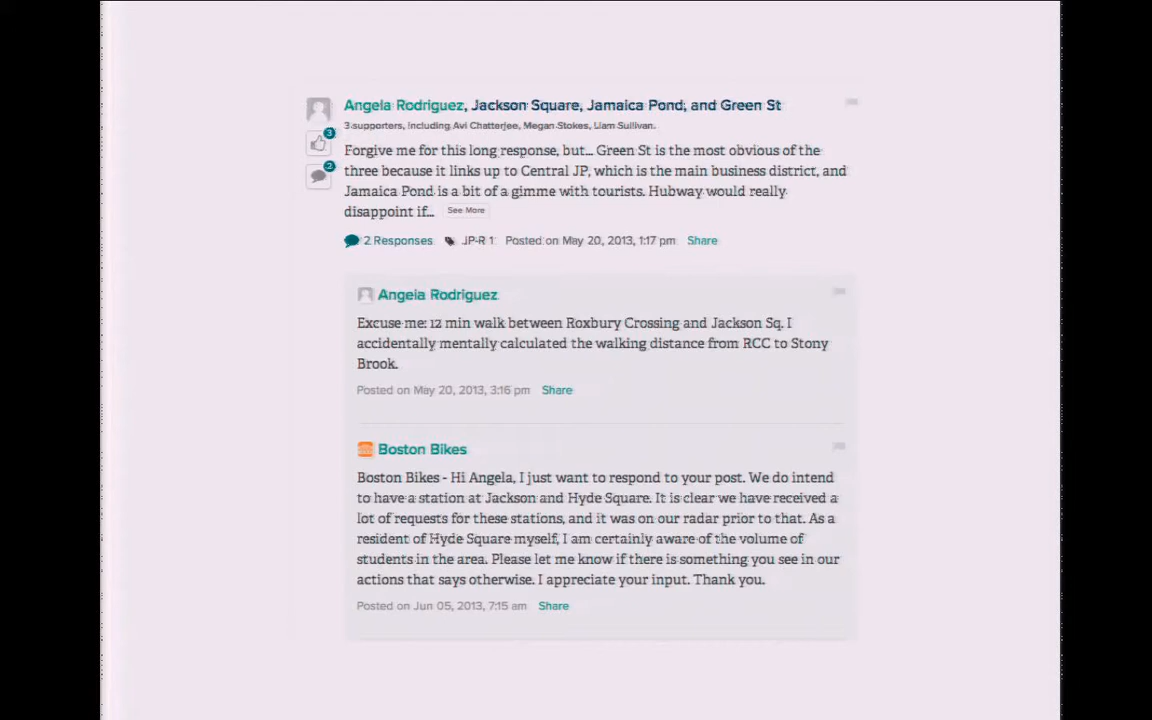 Angela Rodriguez, Jackson Square, Jamaica Pond, and Green St
3 supporters, including Avi Chatterjee, Megan Stokes, Liam Sullivan.
3
Forgive me for this long response, but... Green St is the most obvious of the
2
three because it links up to Central JP, which is the main business district, and
Jamaica Pond is a bit of a gimme with tourists. Hubway would really
disappoint if... See More
2 Responses JP-R 1 Posted on May 20, 2013, 1:17 pm Share
Angela Rodriguez
Excuse me: 12 min walk between Roxbury Crossing and Jackson Sq. I
accidentally mentally calculated the walking distance from RCC to Stony
Brook.
Posted on May 20, 2013, 3:16 pm Share
Boston Bikes
Boston Bikes - Hi Angela, I just want to respond to your post. We do intend
to have a station at Jackson and Hyde Square. It is clear we have received a
lot of requests for these stations, and it was on our radar prior to that. As a
resident of Hyde Square myself, I am certainly aware of the volume of
students in the area. Please let me know if there is something you see in our
actions that says otherwise. I appreciate your input. Thank you.
Posted on Jun 05, 2013, 7:15 am Share